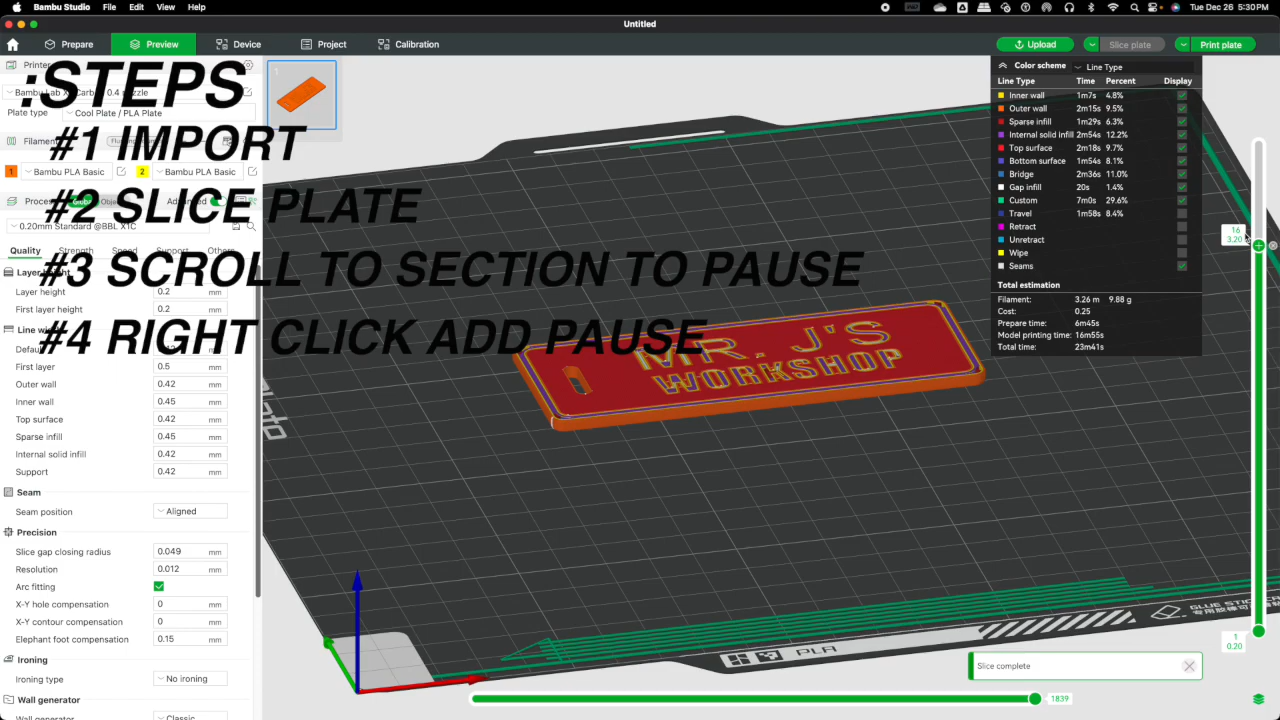 Bambu Studio File Edit View Help
Tue Dec 26 5:30PM
Untitled
Prepare Preview Device Project Calibration
Upload Slice plate Print plate
:STEPS
#1 IMPORT
#2 SLICE PLATE
#3 SCROLL TO SECTION TO PAUSE
#4 RIGHT CLICK ADD PAUSE
Plate type Cool Plate / PLA Plate
1 Bambu PLA Basic 2 Bambu PLA Basic
0.20mm Standard @BBL X1C
Quality Strength Speed Support Others
Layer height
Layer height 0.2 mm
First layer height 0.2 mm
First layer 0.5 mm
Outer wall 0.42 mm
Inner wall 0.45 mm
Top surface 0.42 mm
Sparse infill 0.45 mm
Internal solid infill 0.42 mm
Support 0.42 mm
Seam
Seam position Aligned
Precision
Slice gap closing radius 0.049 mm
Resolution 0.012 mm
Arc fitting
X-Y hole compensation 0 mm
X-Y contour compensation 0 mm
Elephant foot compensation 0.15 mm
Ironing
Ironing type No ironing
Wall generator
Wall generator Classic
1
MR. J'S
WORKSHOP
PLA
Color scheme Line Type
Line Type Time Percent Display
Inner wall 1m7s 4.8%
Outer wall 2m15s 9.5%
Sparse infill 1m29s 6.3%
Internal solid infill 2m54s 12.2%
Top surface 2m18s 9.7%
Bottom surface 1m54s 8.1%
Bridge 2m36s 11.0%
Gap infill 20s 1.4%
Custom 7m0s 29.6%
Travel 1m58s 8.4%
Retract
Unretract
Wipe
Seams
Total estimation
Filament: 3.26 m 9.88 g
Cost: 0.25
Prepare time: 6m45s
Model printing time: 16m55s
Total time: 23m41s
16
3.20
1
0.20
Slice complete
1839